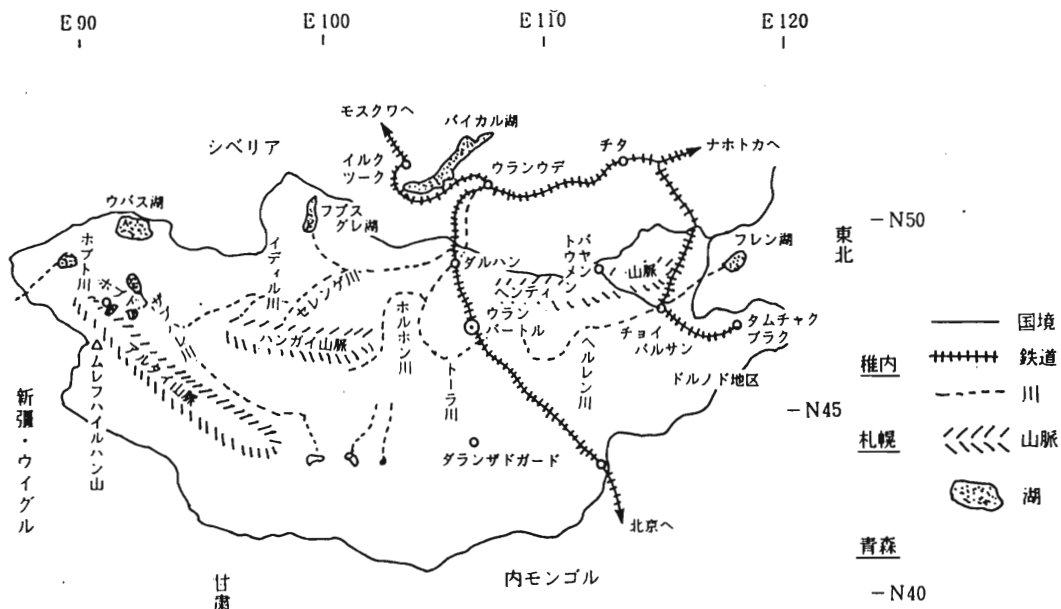 E 90
E 100
E 110
E 120
モスクワへ
バイカル湖
シベリア
イルク
ツーク
ウランウデ
チタ
ナホトカへ
ウバス湖
フブス
グレ湖
－N50
東北
フレン湖
ホブト川
イディル川
セレング川
ダルハン
バヤン
トウメン
山脈
ヘンティ
ウラン
バートル
ハンガイ山脈
ホルホン川
チョイ
バルサン
タムチャク
ブラク
ヘルレン川
トーラ川
ドルノド地区
アルタイ山脈
ムレフハイルハン山
新彊・ウイグル
ダランザドガード
北京へ
甘粛
内モンゴル
国境
鉄道
稚内
川
－N45
札幌
山脈
湖
青森
－N40